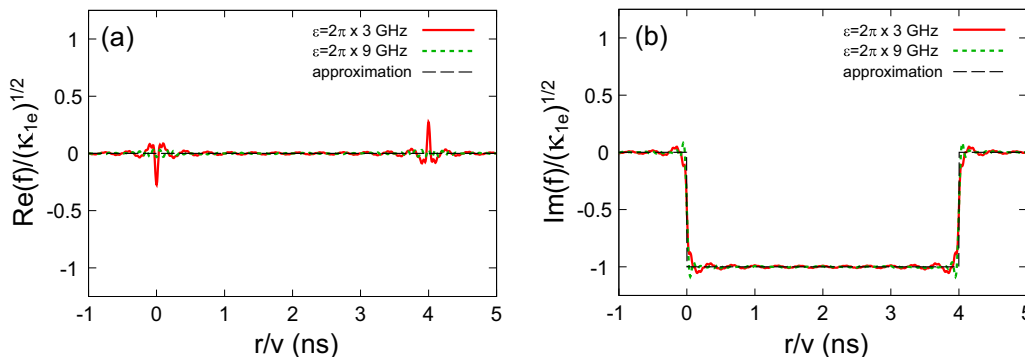 (a)
ε=2π x 3 GHz
ε=2π x 9 GHz
approximation
1
0.5
0
-0.5
-1
Re(f)/(κ1e)1/2
-1 0 1 2 3 4 5
r/v (ns)
(b)
ε=2π x 3 GHz
ε=2π x 9 GHz
approximation
1
0.5
0
-0.5
-1
Im(f)/(κ1e)1/2
-1 0 1 2 3 4 5
r/v (ns)